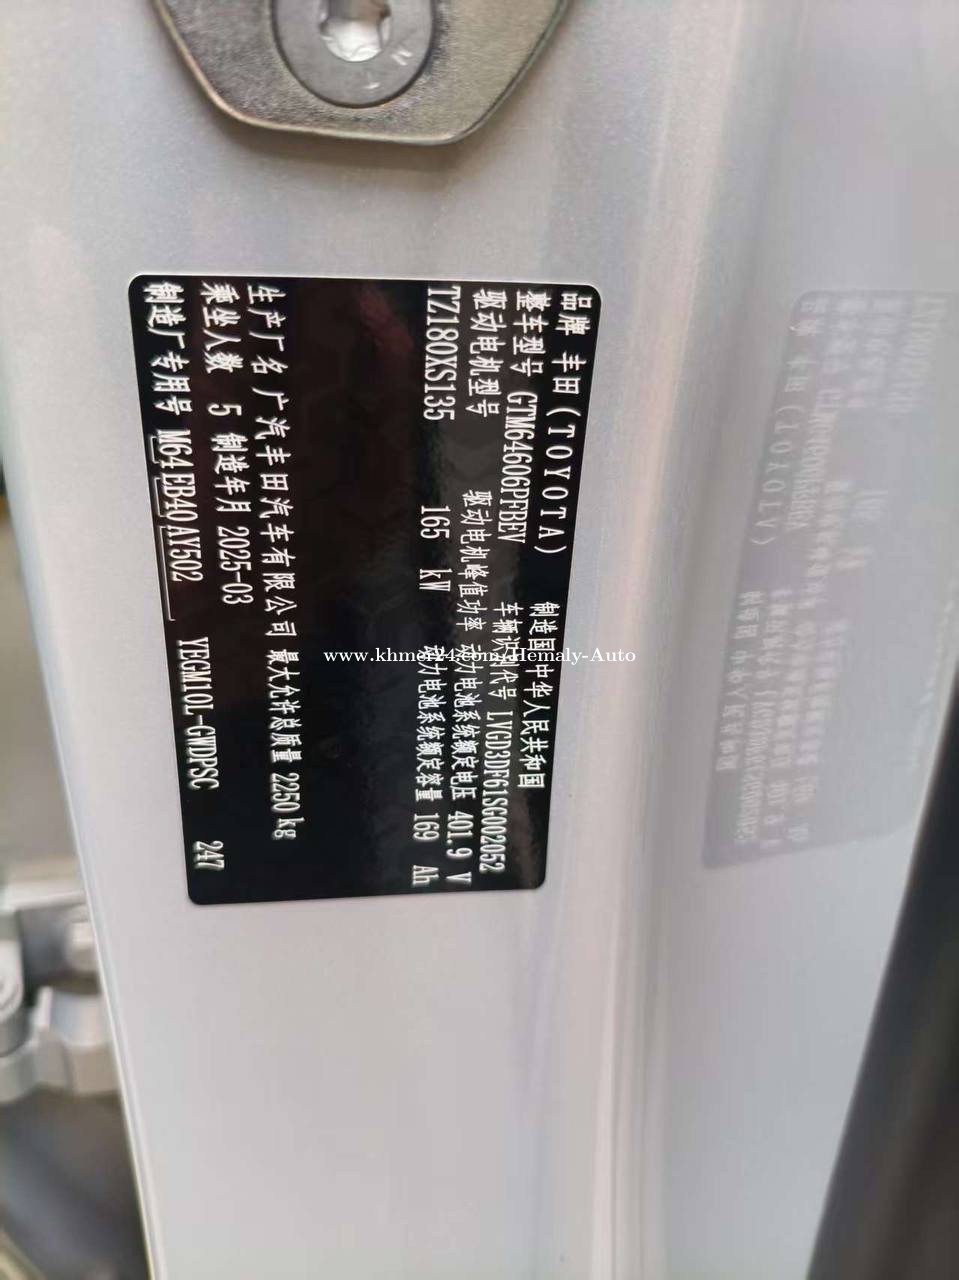 品牌 丰田(TOYOTA) 制造国 中华人民共和国
整车型号 GTM6460GPFBEV 车辆识别代号 LVGD3DF61SG002052
驱动电机型号 驱动电机峰值功率 动力电池系统额定电压 401.9 V
TZ180XS135 165 kW 动力电池系统额定容量 169 Ah
生产厂名 广汽丰田汽车有限公司 最大允许总质量 2250 kg
乘坐人数 5 制造年月 2025-03
制造厂专用号 M64EB40AY502 YEGM10L-GWDPSC 247
www.khmer24.com/Hemaly-Auto